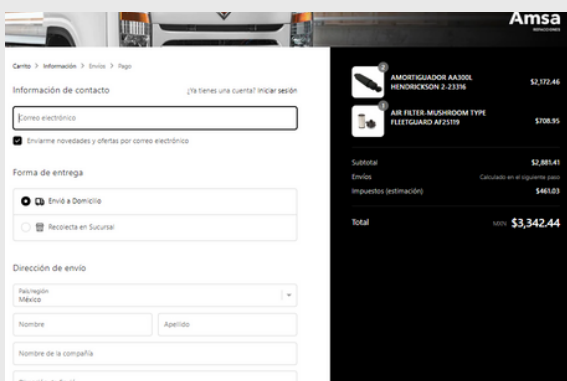 Amsa
REFACCIONES
Carrito > Información > Envíos > Pago
Información de contacto
¿Ya tienes una cuenta? Iniciar sesión
Correo electrónico
Enviarme novedades y ofertas por correo electrónico
Forma de entrega
Envió a Domicilio
Recolecta en Sucursal
Dirección de envío
País/región
México
Nombre
Apellido
Nombre de la compañía
2
AMORTIGUADOR AA300L
HENDRICKSON 2-23316
$2,172.46
1
AIR FILTER-MUSHROOM TYPE
FLEETGUARD AF25119
$708.95
Subtotal
$2,881.41
Envíos
Calculado en el siguiente paso
Impuestos (estimación)
$461.03
Total
MXN $3,342.44